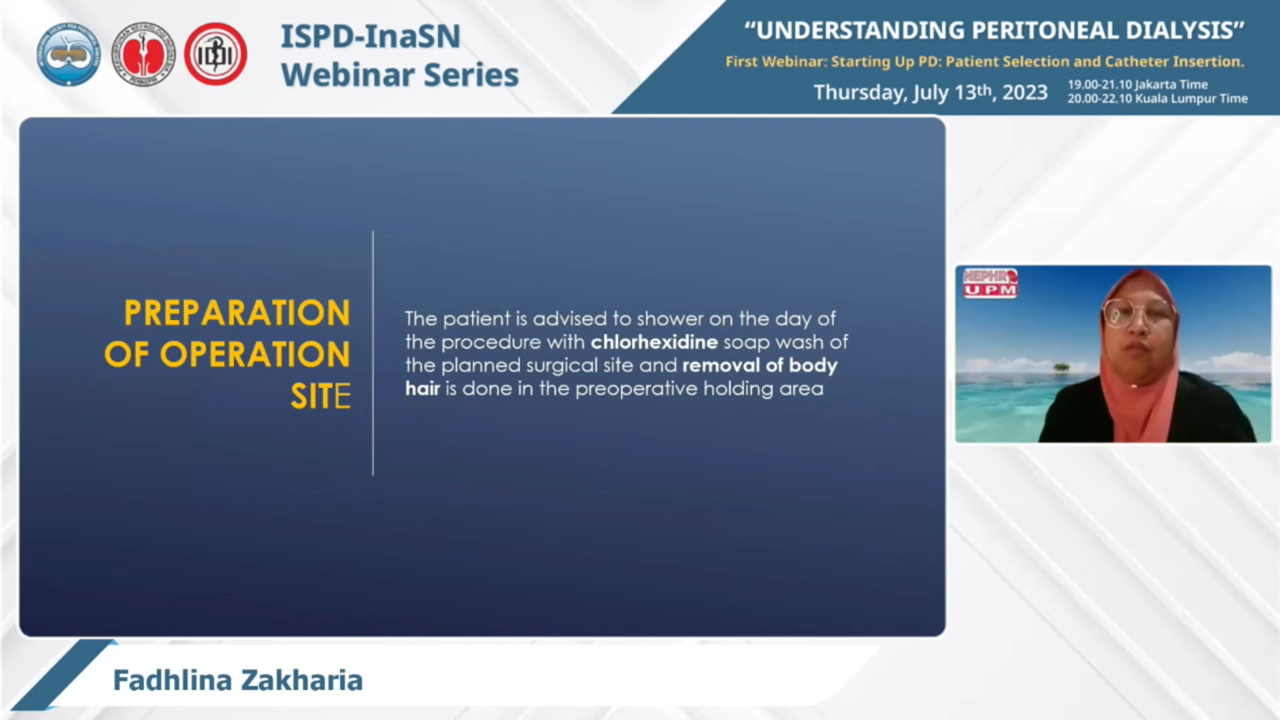 ISPD-InaSN
Webinar Series
“UNDERSTANDING PERITONEAL DIALYSIS”
First Webinar: Starting Up PD: Patient Selection and Catheter Insertion.
Thursday, July 13th, 2023
19.00-21.10 Jakarta Time
20.00-22.10 Kuala Lumpur Time
PREPARATION
OF OPERATION
SITE
The patient is advised to shower on the day of
the procedure with chlorhexidine soap wash of
the planned surgical site and removal of body
hair is done in the preoperative holding area
NEPHRO
UPM
Fadhlina Zakharia